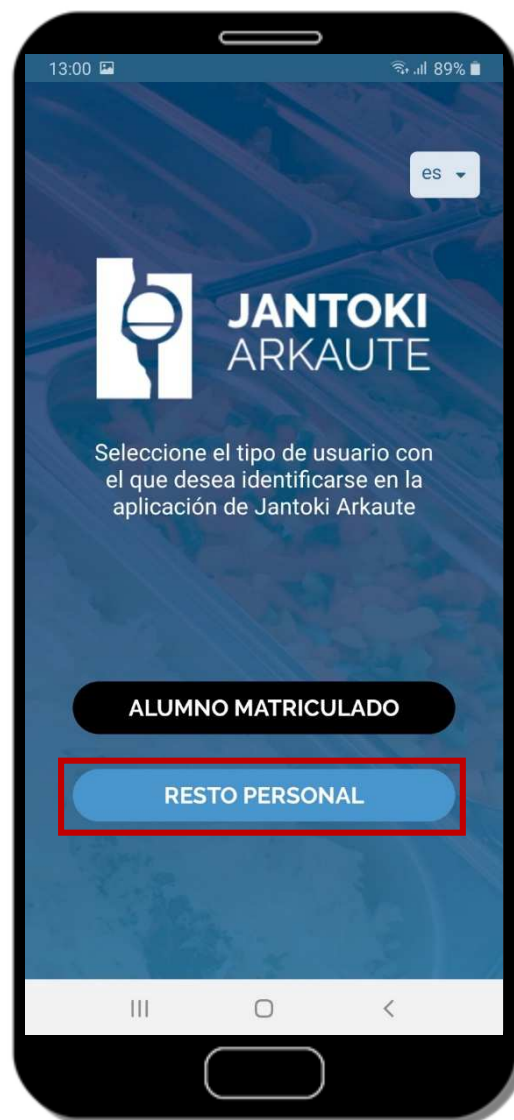 13:00 89%
es
JANTOKI
ARKAUTE
Seleccione el tipo de usuario con
el que desea identificarse en la
aplicación de Jantoki Arkaute
ALUMNO MATRICULADO
RESTO PERSONAL